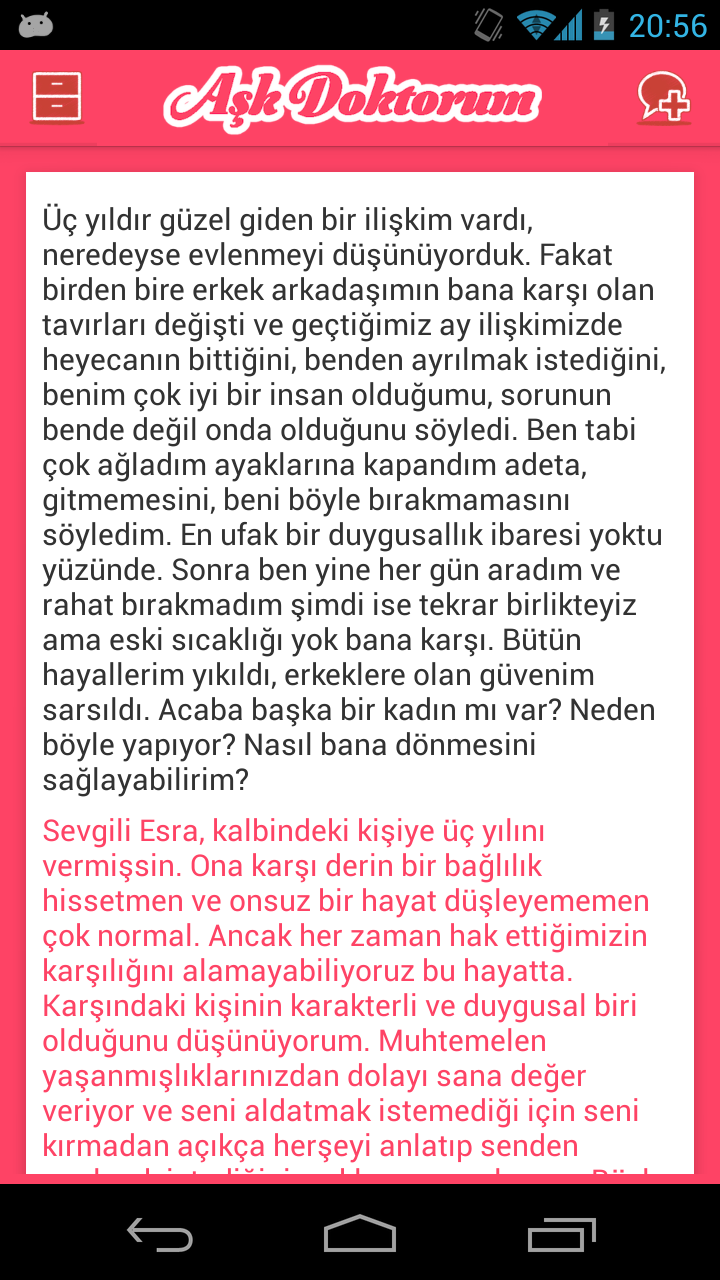 20:56
Aşk Doktorum
Üç yıldır güzel giden bir ilişkim vardı,
neredeyse evlenmeyi düşünüyorduk. Fakat
birden bire erkek arkadaşımın bana karşı olan
tavırları değişti ve geçtiğimiz ay ilişkimizde
heyecanın bittiğini, benden ayrılmak istediğini,
benim çok iyi bir insan olduğumu, sorunun
bende değil onda olduğunu söyledi. Ben tabi
çok ağladım ayaklarına kapandım adeta,
gitmemesini, beni böyle bırakmamasını
söyledim. En ufak bir duygusallık ibaresi yoktu
yüzünde. Sonra ben yine her gün aradım ve
rahat bırakmadım şimdi ise tekrar birlikteyiz
ama eski sıcaklığı yok bana karşı. Bütün
hayallerim yıkıldı, erkeklere olan güvenim
sarsıldı. Acaba başka bir kadın mı var? Neden
böyle yapıyor? Nasıl bana dönmesini
sağlayabilirim?
Sevgili Esra, kalbindeki kişiye üç yılını
vermişsin. Ona karşı derin bir bağlılık
hissetmen ve onsuz bir hayat düşleyememen
çok normal. Ancak her zaman hak ettiğimizin
karşılığını alamayabiliyoruz bu hayatta.
Karşındaki kişinin karakterli ve duygusal biri
olduğunu düşünüyorum. Muhtemelen
yaşanmışlıklarınızdan dolayı sana değer
veriyor ve seni aldatmak istemediği için seni
kırmadan açıkça herşeyi anlatıp senden